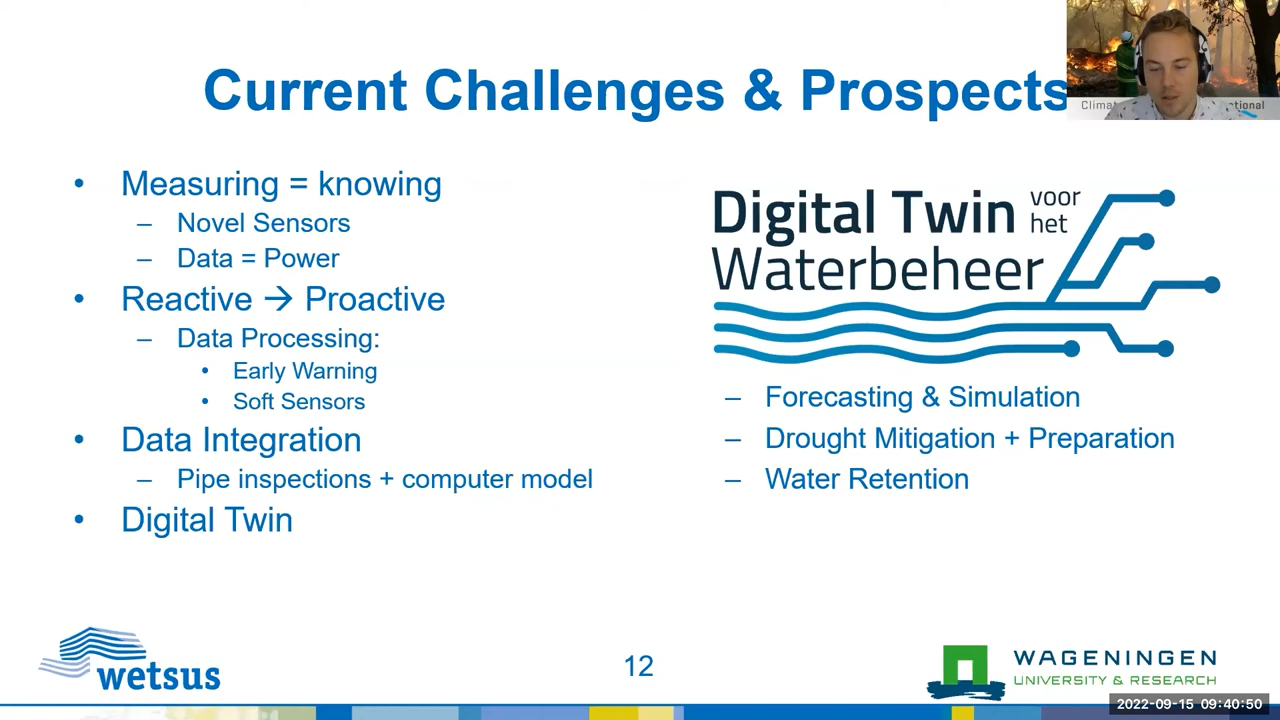 Current Challenges & Prospects
• Measuring = knowing
– Novel Sensors
– Data = Power
• Reactive → Proactive
– Data Processing:
• Early Warning
• Soft Sensors
• Data Integration
– Pipe inspections + computer model
• Digital Twin
Digital Twin voor het
Waterbeheer
– Forecasting & Simulation
– Drought Mitigation + Preparation
– Water Retention
wetsus
12
WAGENINGEN
UNIVERSITY & RESEARCH
2022-09-15 09:40:50